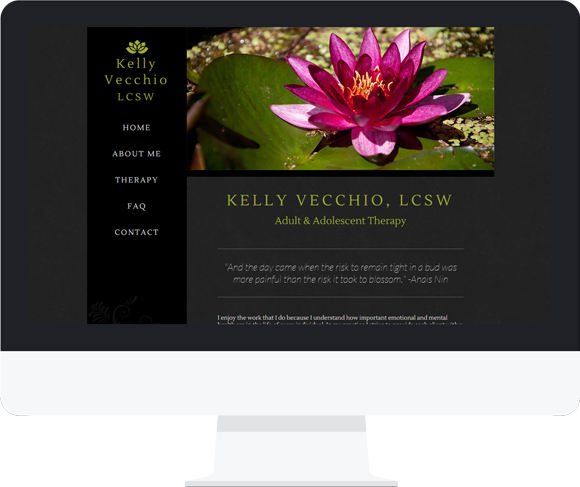 Kelly
Vecchio
LCSW
HOME
ABOUT ME
THERAPY
FAQ
CONTACT
KELLY VECCHIO, LCSW
Adult & Adolescent Therapy
"And the day came when the risk to remain tight in a bud was
more painful than the risk it took to blossom." -Anais Nin
I enjoy the work that I do because I understand how important emotional and mental